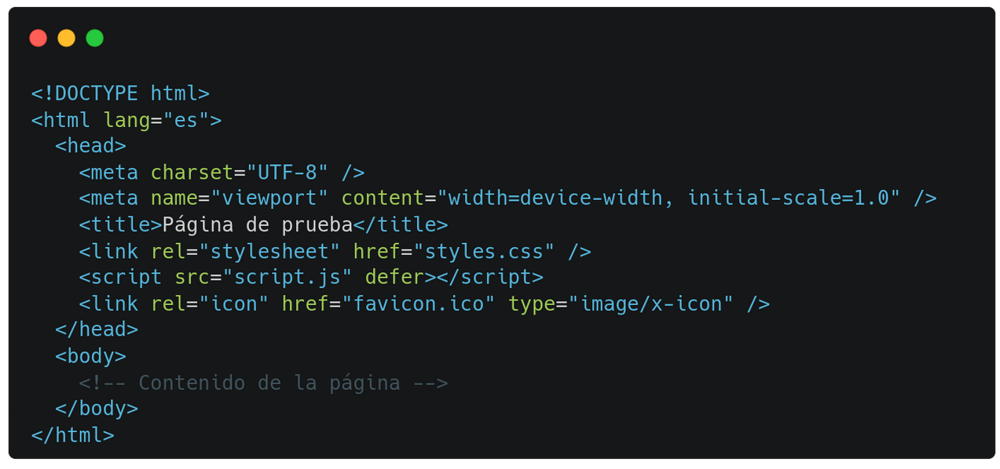 <!DOCTYPE html>
<html lang="es">
  <head>
    <meta charset="UTF-8" />
    <meta name="viewport" content="width=device-width, initial-scale=1.0" />
    <title>Página de prueba</title>
    <link rel="stylesheet" href="styles.css" />
    <script src="script.js" defer></script>
    <link rel="icon" href="favicon.ico" type="image/x-icon" />
  </head>
  <body>
    <!-- Contenido de la página -->
  </body>
</html>